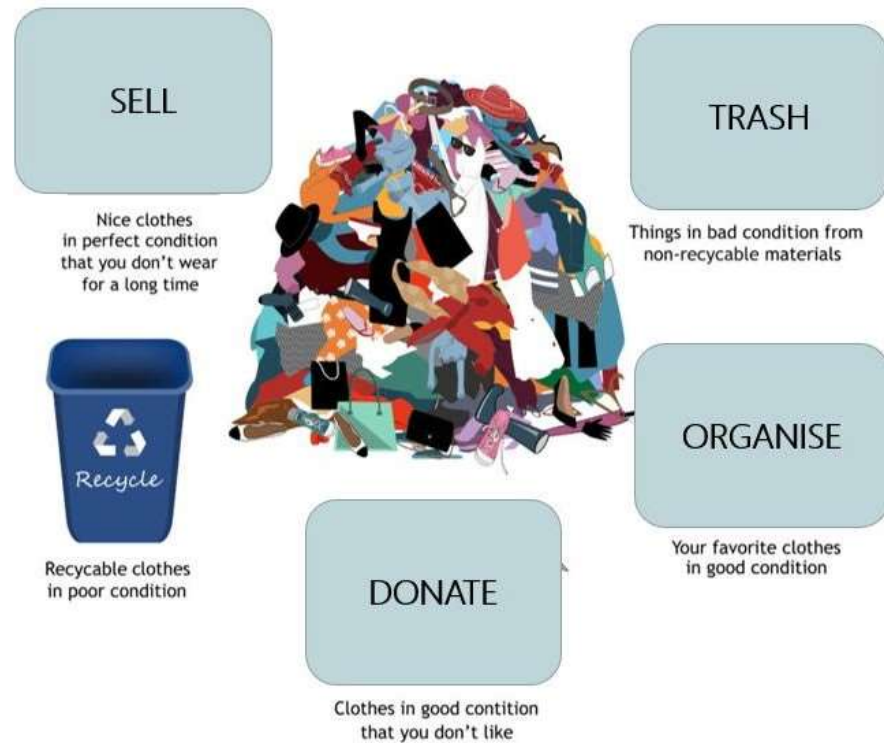 SELL
Nice clothes
in perfect condition
that you don't wear
for a long time
TRASH
Things in bad condition from
non-recycable materials
Recycle
Recycable clothes
in poor condition
ORGANISE
Your favorite clothes
in good condition
DONATE
Clothes in good contition
that you don't like